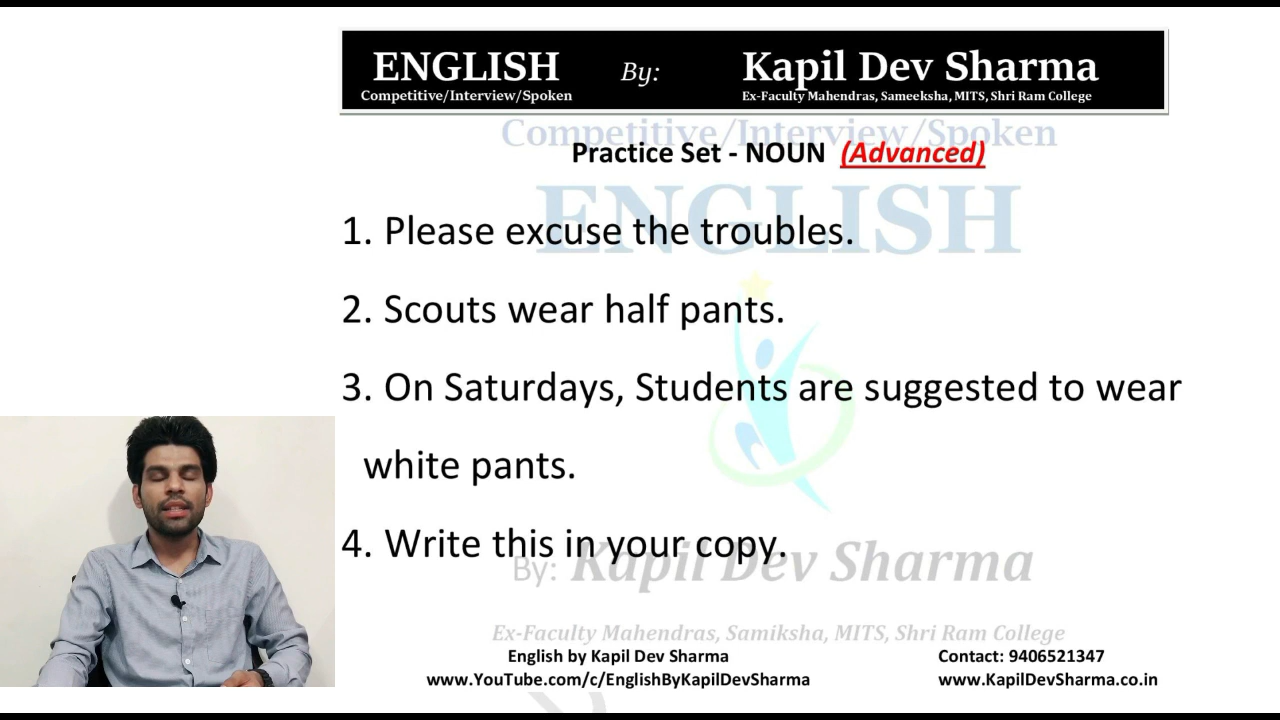 ENGLISH By: Kapil Dev Sharma
Competitive/Interview/Spoken Ex-Faculty Mahendras, Sameeksha, MITS, Shri Ram College
Competitive/Interview/Spoken
Practice Set - NOUN (Advanced)
ENGLISH
1. Please excuse the troubles.
2. Scouts wear half pants.
3. On Saturdays, Students are suggested to wear
white pants.
4. Write this in your copy.
By: Kapil Dev Sharma
Ex-Faculty Mahendras, Samiksha, MITS, Shri Ram College
English by Kapil Dev Sharma Contact: 9406521347
www.YouTube.com/c/EnglishByKapilDevSharma www.KapilDevSharma.co.in